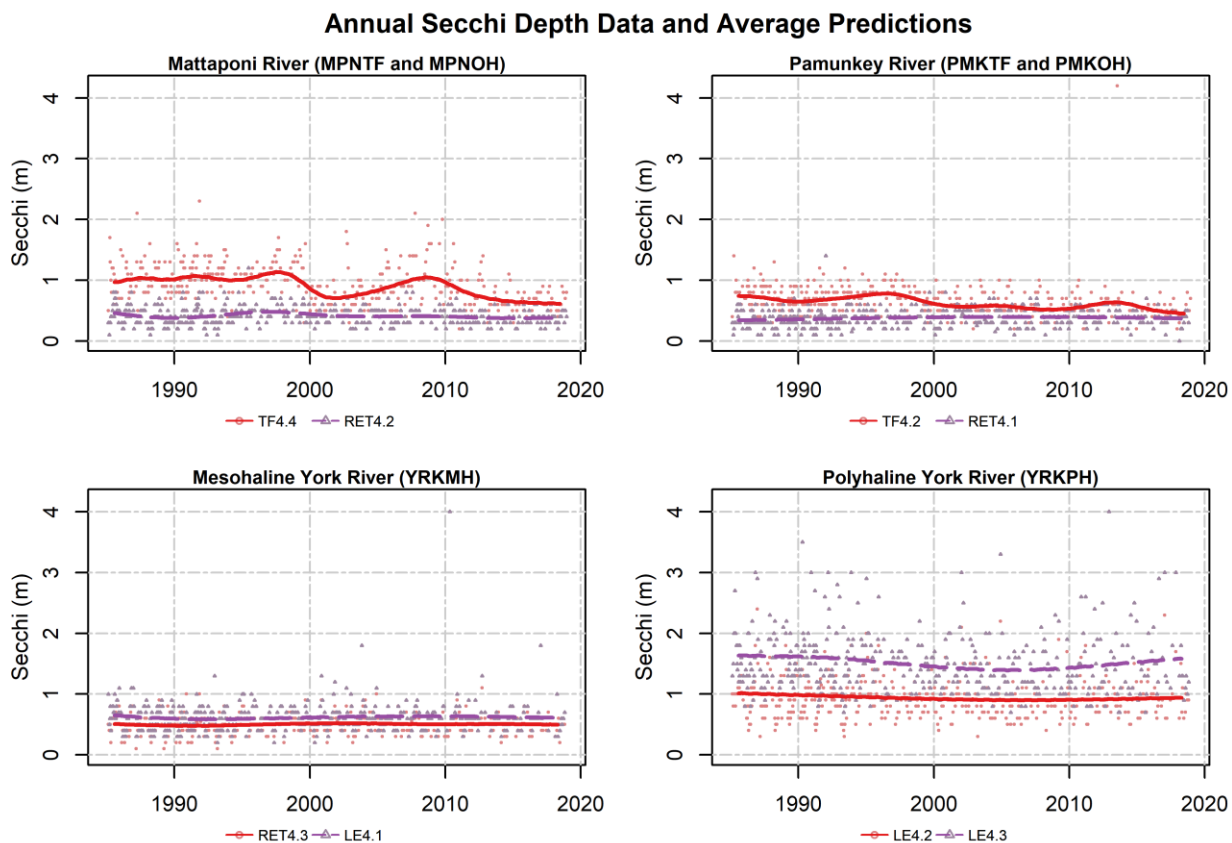 Annual Secchi Depth Data and Average Predictions
Mattaponi River (MPNTF and MPNOH)
Secchi (m)
4
3
2
1
0
1990 2000 2010 2020
TF4.4 RET4.2
Pamunkey River (PMKTF and PMKOH)
Secchi (m)
4
3
2
1
0
1990 2000 2010 2020
TF4.2 RET4.1
Mesohaline York River (YRKMH)
Secchi (m)
4
3
2
1
0
1990 2000 2010 2020
RET4.3 LE4.1
Polyhaline York River (YRKPH)
Secchi (m)
4
3
2
1
0
1990 2000 2010 2020
LE4.2 LE4.3